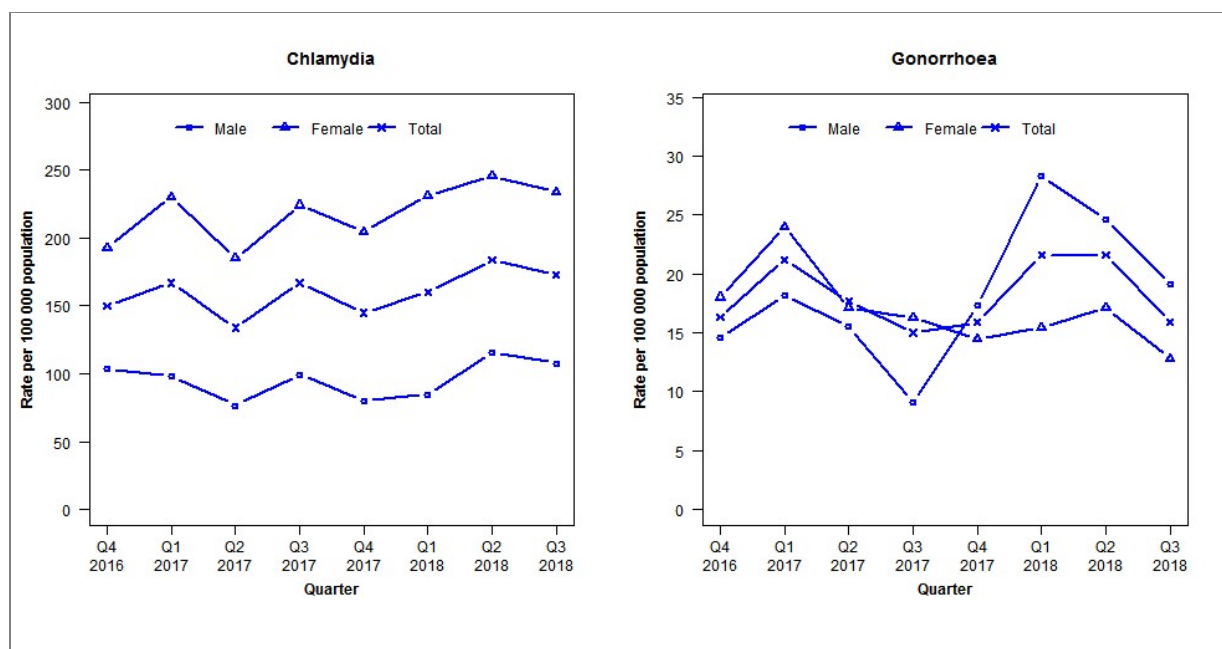 Chlamydia
Rate per 100 000 population
300
250
200
150
100
50
0
Male Female Total
Q4 Q1 Q2 Q3 Q4 Q1 Q2 Q3
2016 2017 2017 2017 2017 2018 2018 2018
Quarter
Gonorrhoea
Rate per 100 000 population
35
30
25
20
15
10
5
0
Male Female Total
Q4 Q1 Q2 Q3 Q4 Q1 Q2 Q3
2016 2017 2017 2017 2017 2018 2018 2018
Quarter